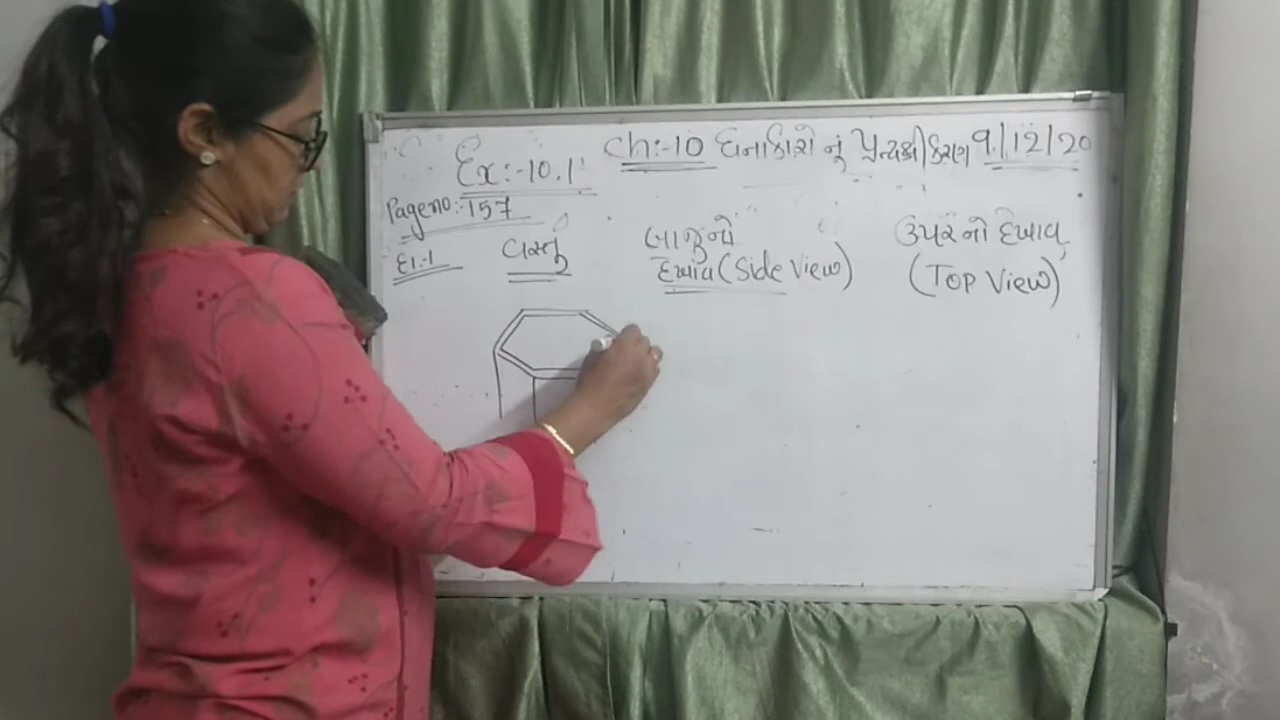 Ch:-10 ઘનાકારો નું પ્રત્યક્ષીકરણ 9/12/20
Ex:-10.1
Page no:-157
દા.1
વસ્તુ
બાજુનો
દેખાવ (Side View)
ઉપરનો દેખાવ
(TOP View)